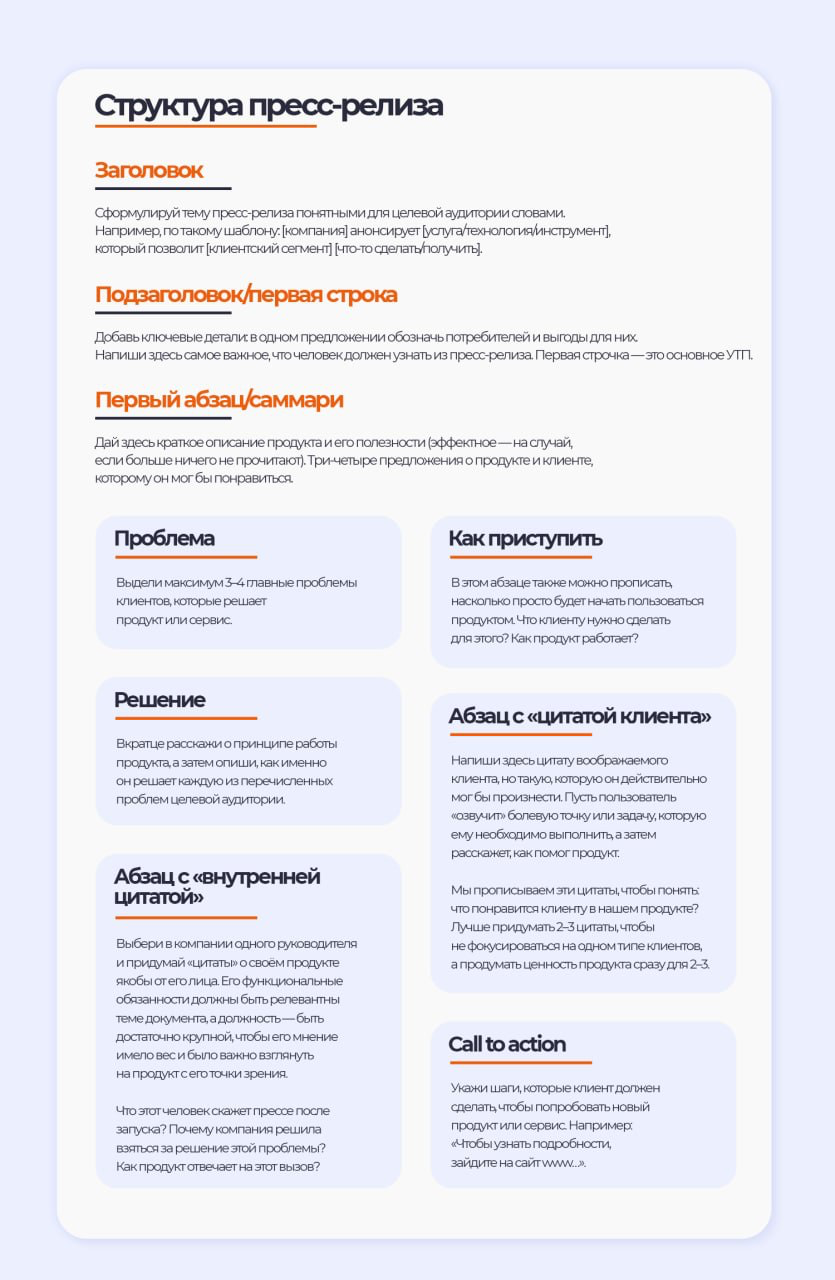 Структура пресс-релиза
Заголовок
Сформулируй тему пресс-релиза понятными для целевой аудитории словами.
Например, по такому шаблону: [компания] анонсирует [услуга/технология/инструмент],
который позволит [клиентский сегмент] [что-то сделать/получить].
Подзаголовок/первая строка
Добавь ключевые детали: в одном предложении обозначь потребителей и выгоды для них.
Напиши здесь самое важное, что человек должен узнать из пресс-релиза. Первая строчка — это основное УТП.
Первый абзац/саммари
Дай здесь краткое описание продукта и его полезности (эффектное — на случай,
если больше ничего не прочитают). Три-четыре предложения о продукте и клиенте,
которому он мог бы понравиться.
Проблема
Выдели максимум 3–4 главные проблемы
клиентов, которые решает
продукт или сервис.
Решение
Вкратце расскажи о принципе работы
продукта, а затем опиши, как именно
он решает каждую из перечисленных
проблем целевой аудитории.
Абзац с «внутренней
цитатой»
Выбери в компании одного руководителя
и придумай «цитаты» о своём продукте
якобы от его лица. Его функциональные
обязанности должны быть релевантны
теме документа, а должность — быть
достаточно крупной, чтобы его мнение
имело вес и было важно взглянуть
на продукт с его точки зрения.
Что этот человек скажет прессе после
запуска? Почему компания решила
взяться за решение этой проблемы?
Как продукт отвечает на этот вызов?
Как приступить
В этом абзаце также можно прописать,
насколько просто будет начать пользоваться
продуктом. Что клиенту нужно сделать
для этого? Как продукт работает?
Абзац с «цитатой клиента»
Напиши здесь цитату воображаемого
клиента, но такую, которую он действительно
мог бы произнести. Пусть пользователь
«озвучит» болевую точку или задачу, которую
ему необходимо выполнить, а затем
расскажет, как помог продукт.
Мы прописываем эти цитаты, чтобы понять:
что понравится клиенту в нашем продукте?
Лучше придумать 2–3 цитаты, чтобы
не фокусироваться на одном типе клиентов,
а продумать ценность продукта сразу для 2–3.
Call to action
Укажи шаги, которые клиент должен
сделать, чтобы попробовать новый
продукт или сервис. Например:
«Чтобы узнать подробности,
зайдите на сайт www...».